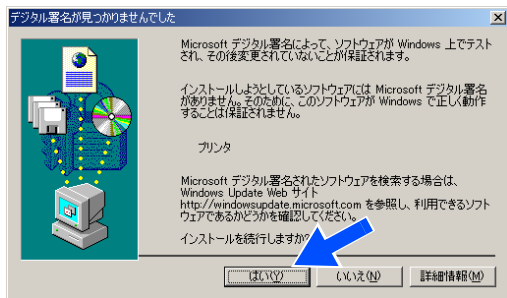 デジタル署名が見つかりませんでした
Microsoft デジタル署名によって、ソフトウェアが Windows 上でテスト
され、その後変更されていないことが保証されます。
インストールしようとしているソフトウェアには Microsoft デジタル署名
がありません。そのために、このソフトウェアが Windows で正しく動作
することは保証されません。
プリンタ
Microsoft デジタル署名されたソフトウェアを検索する場合は、
Windows Update Web サイト
http://windowsupdate.microsoft.com を参照し、利用できるソフト
ウェアであるかどうかを確認してください。
インストールを続行しますか?
はい(Y) いいえ(N) 詳細情報(M)